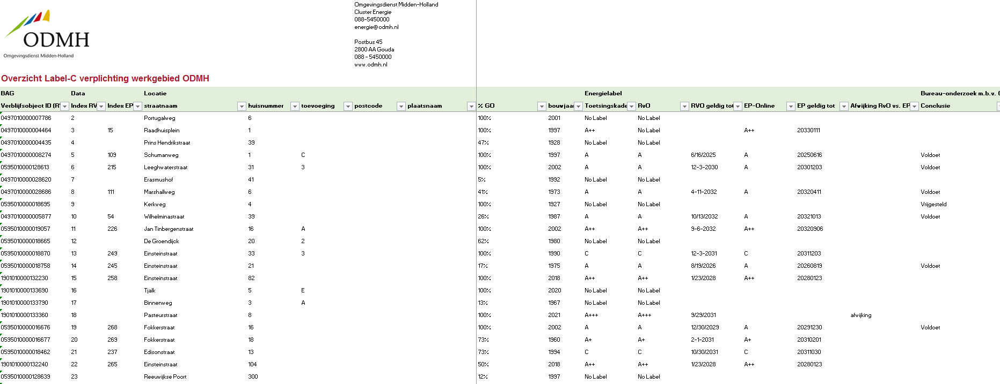 Omgevingsdienst Midden-Holland
Cluster Energie
088-5450000
energie@odmh.nl
Postbus 45
2800 AA Gouda
088 - 5450000
www.odmh.nl
ODMH
Omgevingsdienst Midden-Holland
Overzicht Label-C verplichting werkgebied ODMH
BAG Data Locatie Energielabel Bureau-onderzoek m.b.v. (
Verblijfsobject ID (R' Index RV Index EP straatnaam huisnummer toevoeging postcode plaatsnaam % GO bouwjaar Toetsingskade RvO RVO geldig tot EP-Online EP geldig tot Afwijking RvO vs. EP Conclusie
0497010000007786 2 Portugalweg 6 100% 2001 No Label No Label
0497010000004464 3 15 Raadhuisplein 1 100% 1997 A++ No Label A++ 20330111
0497010000004435 4 Prins Hendrikstraat 39 47% 1928 No Label No Label
0497010000008274 5 109 Schumanweg 1 C 100% 1997 A A 6/16/2025 A 20250616 Voldoet
0595010000128613 6 215 Leeghwaterstraat 31 3 100% 2002 A A 12-3-2030 A 20301203 Voldoet
0497010000028620 7 Erasmushof 41 5% 1992 No Label No Label
0497010000028686 8 111 Marshallweg 6 41% 1973 A A 4-11-2032 A 20320411 Voldoet
0595010000018695 9 Kerkweg 4 100% 1927 No Label No Label Vrijgesteld
0497010000005877 10 54 Wilhelminastraat 39 26% 1987 A A 10/13/2032 A 20321013 Voldoet
0595010000019057 11 226 Jan Tinbergenstraat 16 A 100% 2002 A++ A++ 9-6-2032 A++ 20320906
0595010000018665 12 De Groendijck 20 2 62% 1980 No Label No Label
0595010000018870 13 249 Einsteinstraat 33 3 100% 1990 C C 12-3-2031 C 20311203
0595010000018758 14 245 Einsteinstraat 21 17% 1975 A A 8/19/2026 A 20260819 Voldoet
1901010000132230 15 258 Einsteinstraat 82 100% 2018 A++ A++ 1/23/2028 A++ 20280123
1901010000133690 16 Tjalk 5 E 100% 2020 No Label No Label
1901010000133790 17 Binnenweg 3 A 13% 1967 No Label No Label
1901010000133360 18 Pasteurstraat 8 100% 2021 A+++ A+++ 9/29/2031 afwijking
0595010000016676 19 268 Fokkerstraat 16 100% 2002 A A 12/30/2029 A 20291230 Voldoet
0595010000016677 20 269 Fokkerstraat 18 73% 1960 A+ A+ 2-1-2031 A+ 20310201
0595010000018462 21 237 Edisonstraat 13 73% 1994 C C 10/30/2031 C 20311030
1901010000132240 22 265 Einsteinstraat 104 50% 2018 A++ A++ 1/23/2028 A++ 20280123
0595010000128639 23 Reeuwijkse Poort 300 12% 1997 No Label No Label